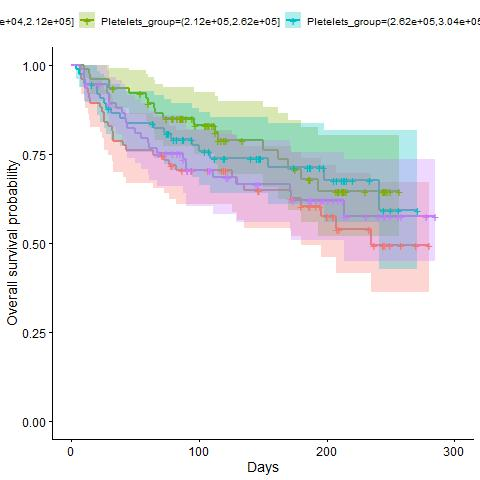 e+04,2.12e+05] Pletelets_group=(2.12e+05,2.62e+05] Pletelets_group=(2.62e+05,3.04e+05
1.00
0.75
0.50
0.25
0.00
Overall survival probability
0 100 200 300
Days